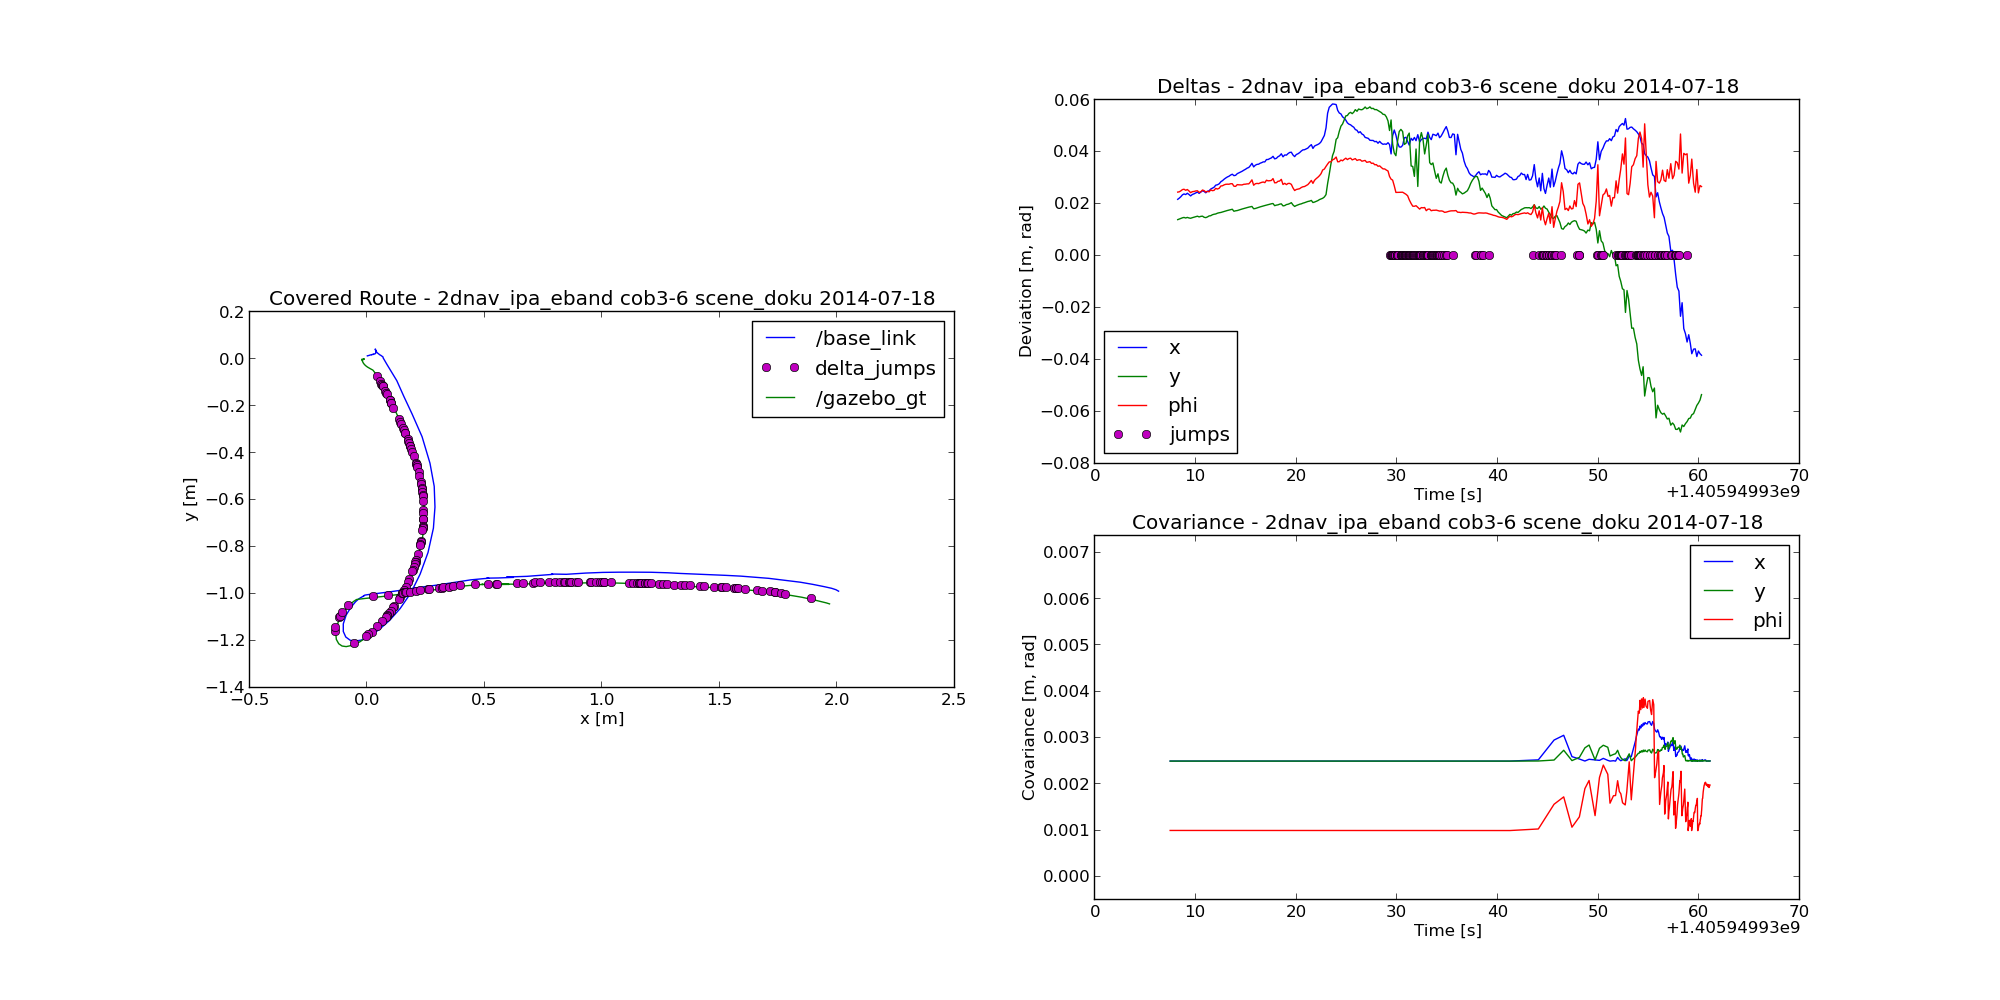 Covered Route - 2dnav_ipa_eband cob3-6 scene_doku 2014-07-18
0.2
0.0
−0.2
−0.4
−0.6
−0.8
−1.0
−1.2
−1.4
y [m]
/base_link
delta_jumps
/gazebo_gt
−0.5 0.0 0.5 1.0 1.5 2.0 2.5
x [m]
Deltas - 2dnav_ipa_eband cob3-6 scene_doku 2014-07-18
0.06
0.04
0.02
0.00
−0.02
−0.04
−0.06
−0.08
Deviation [m, rad]
x
y
phi
jumps
0 10 20 30 40 50 60 70
Time [s]
+1.40594993e9
Covariance - 2dnav_ipa_eband cob3-6 scene_doku 2014-07-18
0.007
0.006
0.005
0.004
0.003
0.002
0.001
0.000
Covariance [m, rad]
x
y
phi
0 10 20 30 40 50 60 70
Time [s]
+1.40594993e9